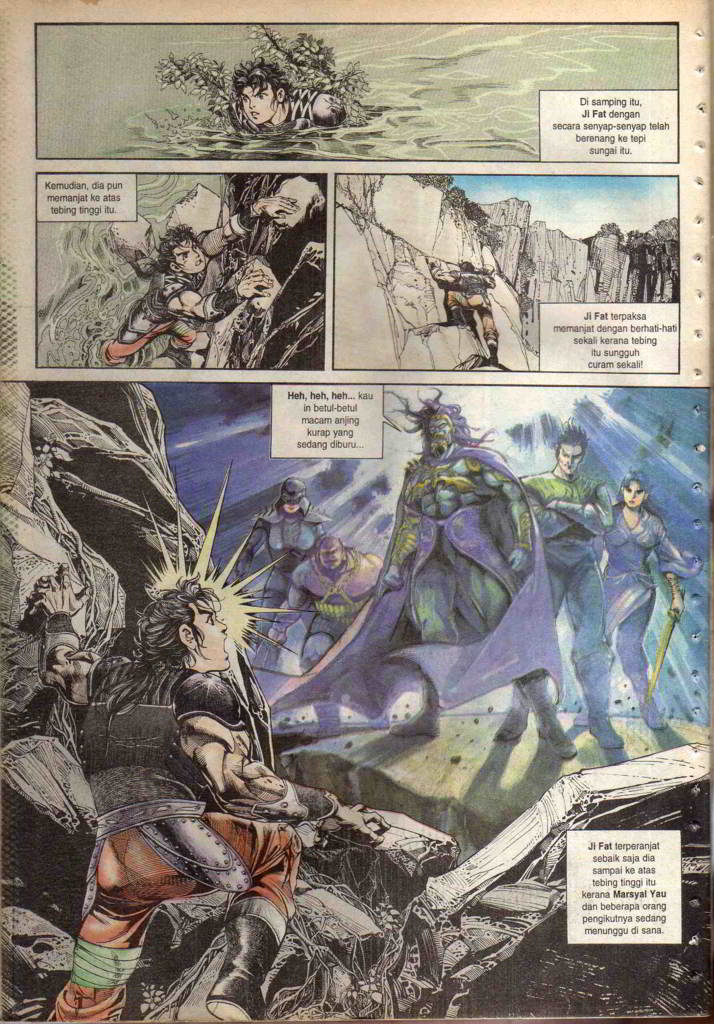 Di samping itu,
Ji Fat dengan
secara senyap-senyap telah
berenang ke tepi
sungai itu.
Kemudian, dia pun
memanjat ke atas
tebing tinggi itu.
Ji Fat terpaksa
memanjat dengan berhati-hati
sekali kerana tebing
itu sungguh
curam sekali!
Heh, heh, heh... kau
in betul-betul
macam anjing
kurap yang
sedang diburu...
Ji Fat terperanjat
sebaik saja dia
sampai ke atas
tebing tinggi itu
kerana Marsyal Yau
dan beberapa orang
pengikutnya sedang
menunggu di sana.